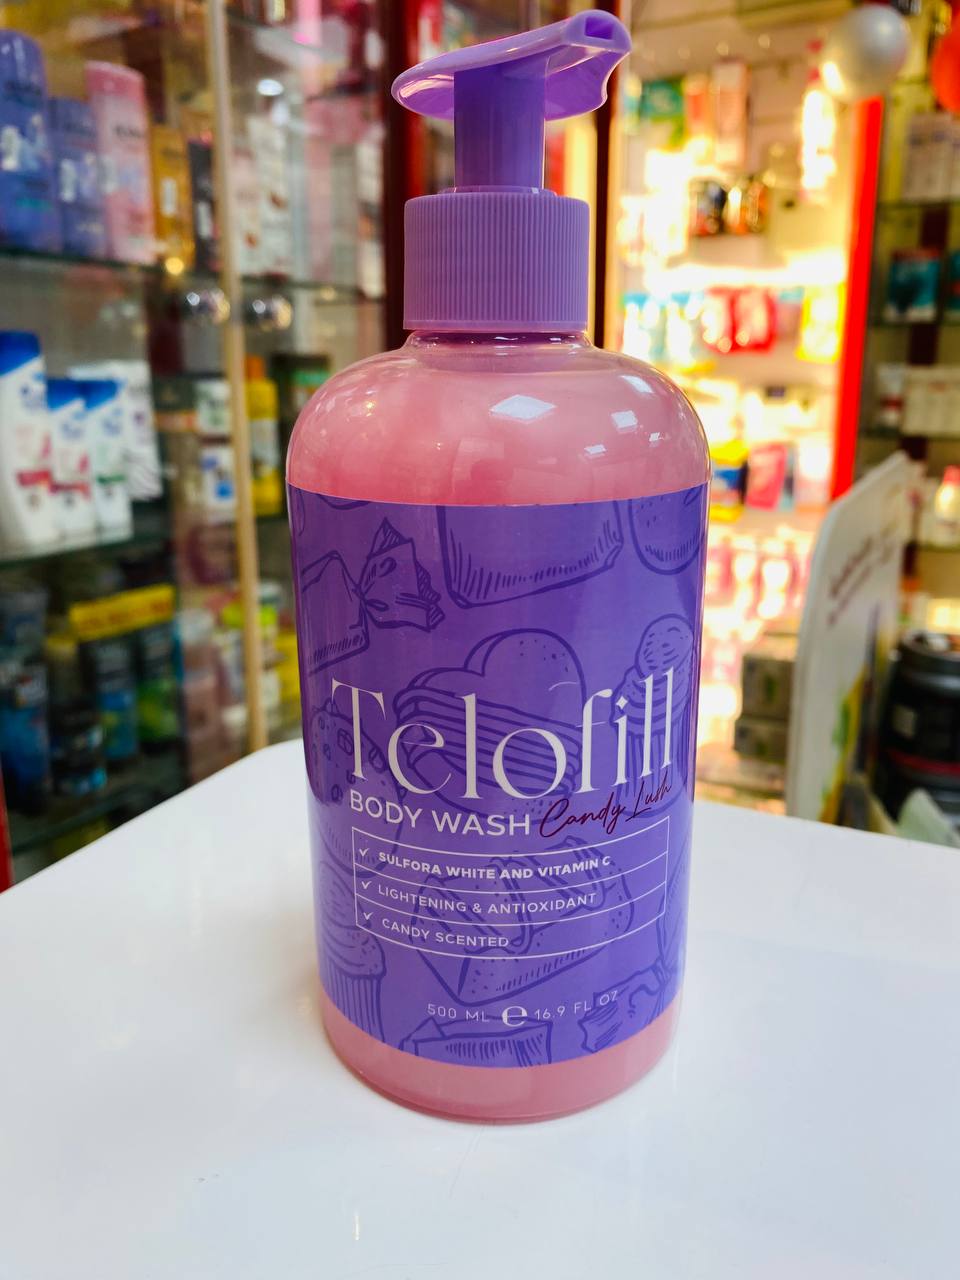 Telofill
BODY WASH Candy Lush
✓ SULFORA WHITE AND VITAMIN C
✓ LIGHTENING & ANTIOXIDANT
✓ CANDY SCENTED
500 ML ℮ 16.9 FL OZ